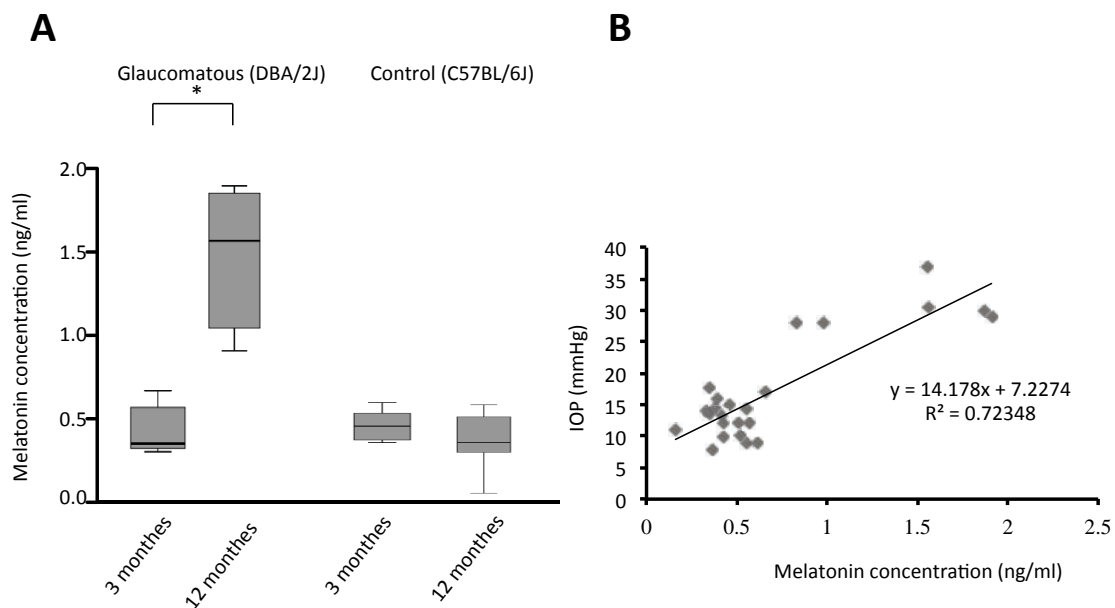 A
Glaucomatous (DBA/2J) Control (C57BL/6J)
*
Melatonin concentration (ng/ml)
2.0
1.5
1.0
0.5
0.0
3 monthes
12 monthes
3 monthes
12 monthes
B
IOP (mmHg)
40
35
30
25
20
15
10
5
0
y = 14.178x + 7.2274
R² = 0.72348
0 0.5 1 1.5 2 2.5
Melatonin concentration (ng/ml)